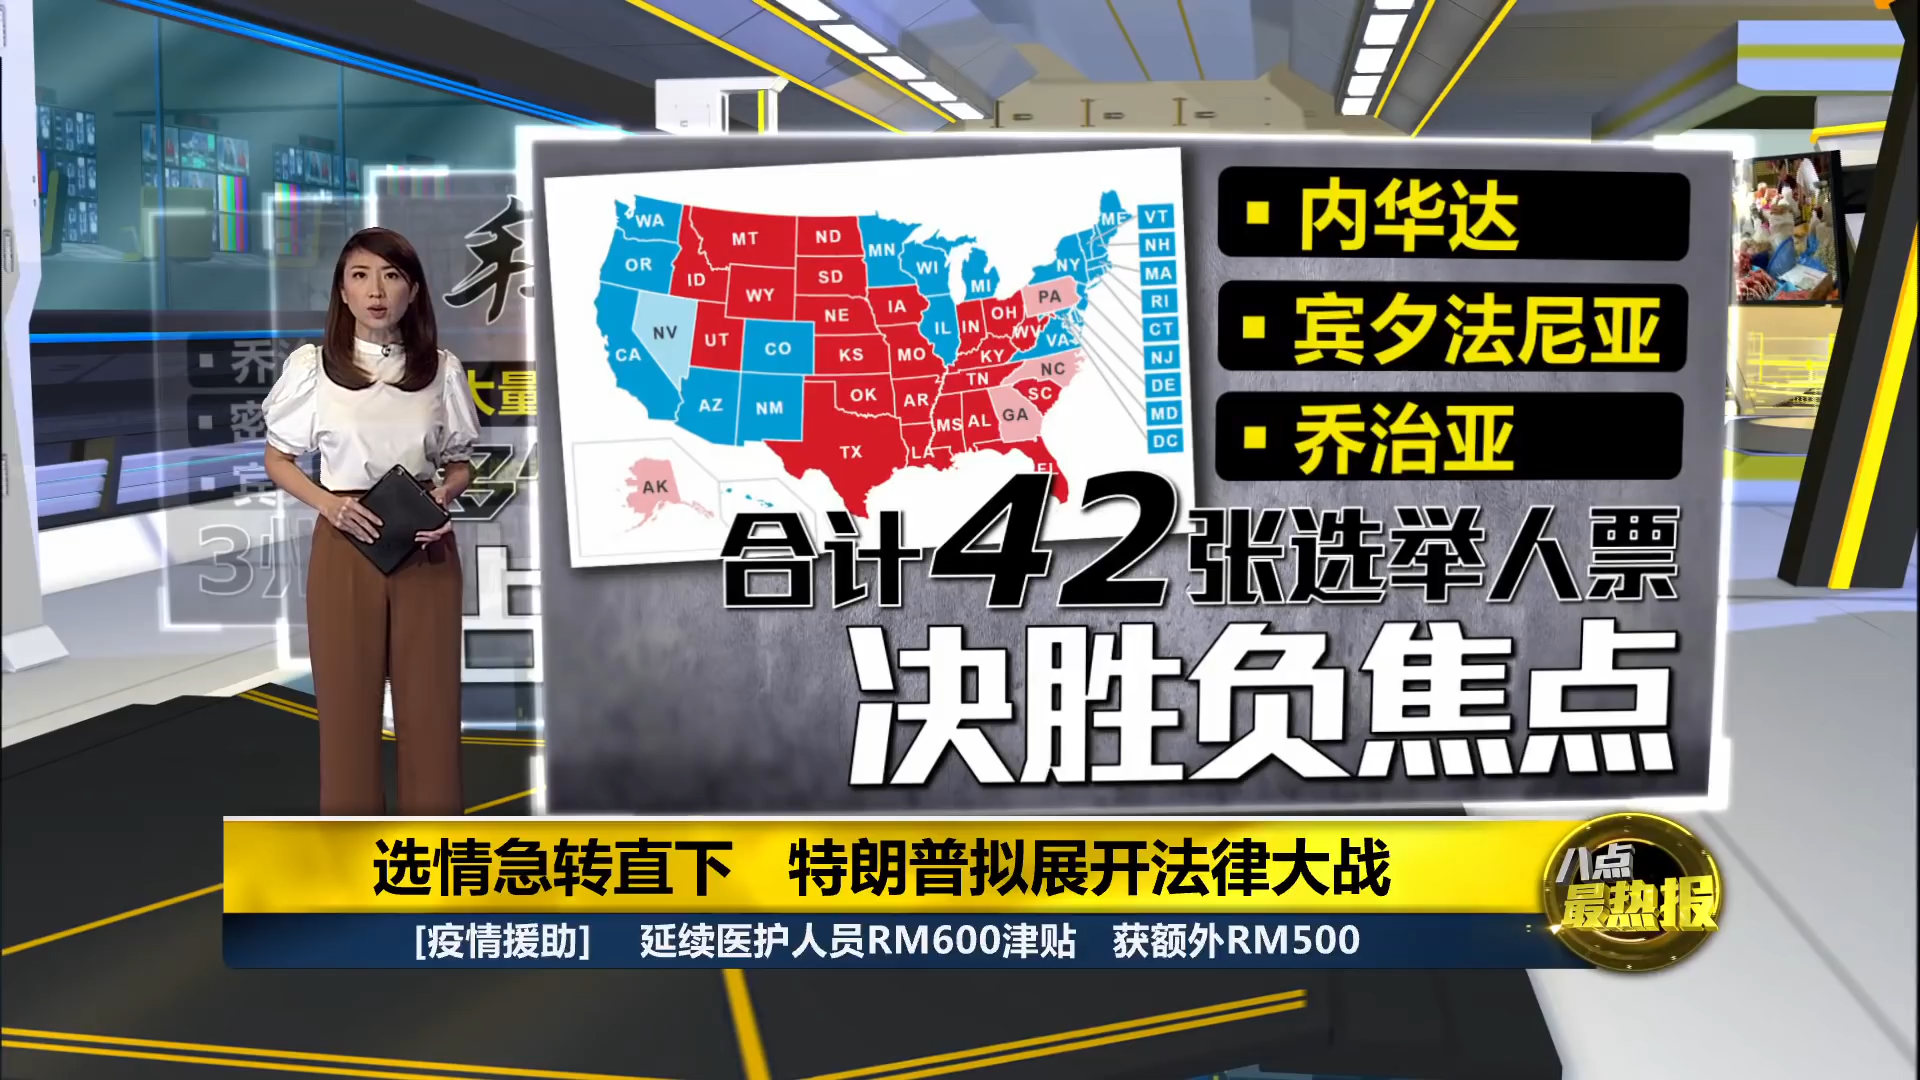 内华达
宾夕法尼亚
乔治亚
WA
OR
CA
NV
ID
MT
WY
UT
CO
AZ
NM
ND
SD
NE
KS
OK
TX
MN
IA
MO
AR
LA
WI
IL
MI
IN
OH
KY
TN
MS
AL
GA
FL
SC
NC
VA
WV
PA
NY
ME
AK
VT
NH
MA
RI
CT
NJ
DE
MD
DC
合计42张选举人票
决胜负焦点
大量
3州
选情急转直下 特朗普拟展开法律大战
[疫情援助] 延续医护人员RM600津贴 获额外RM500
八点
最热报